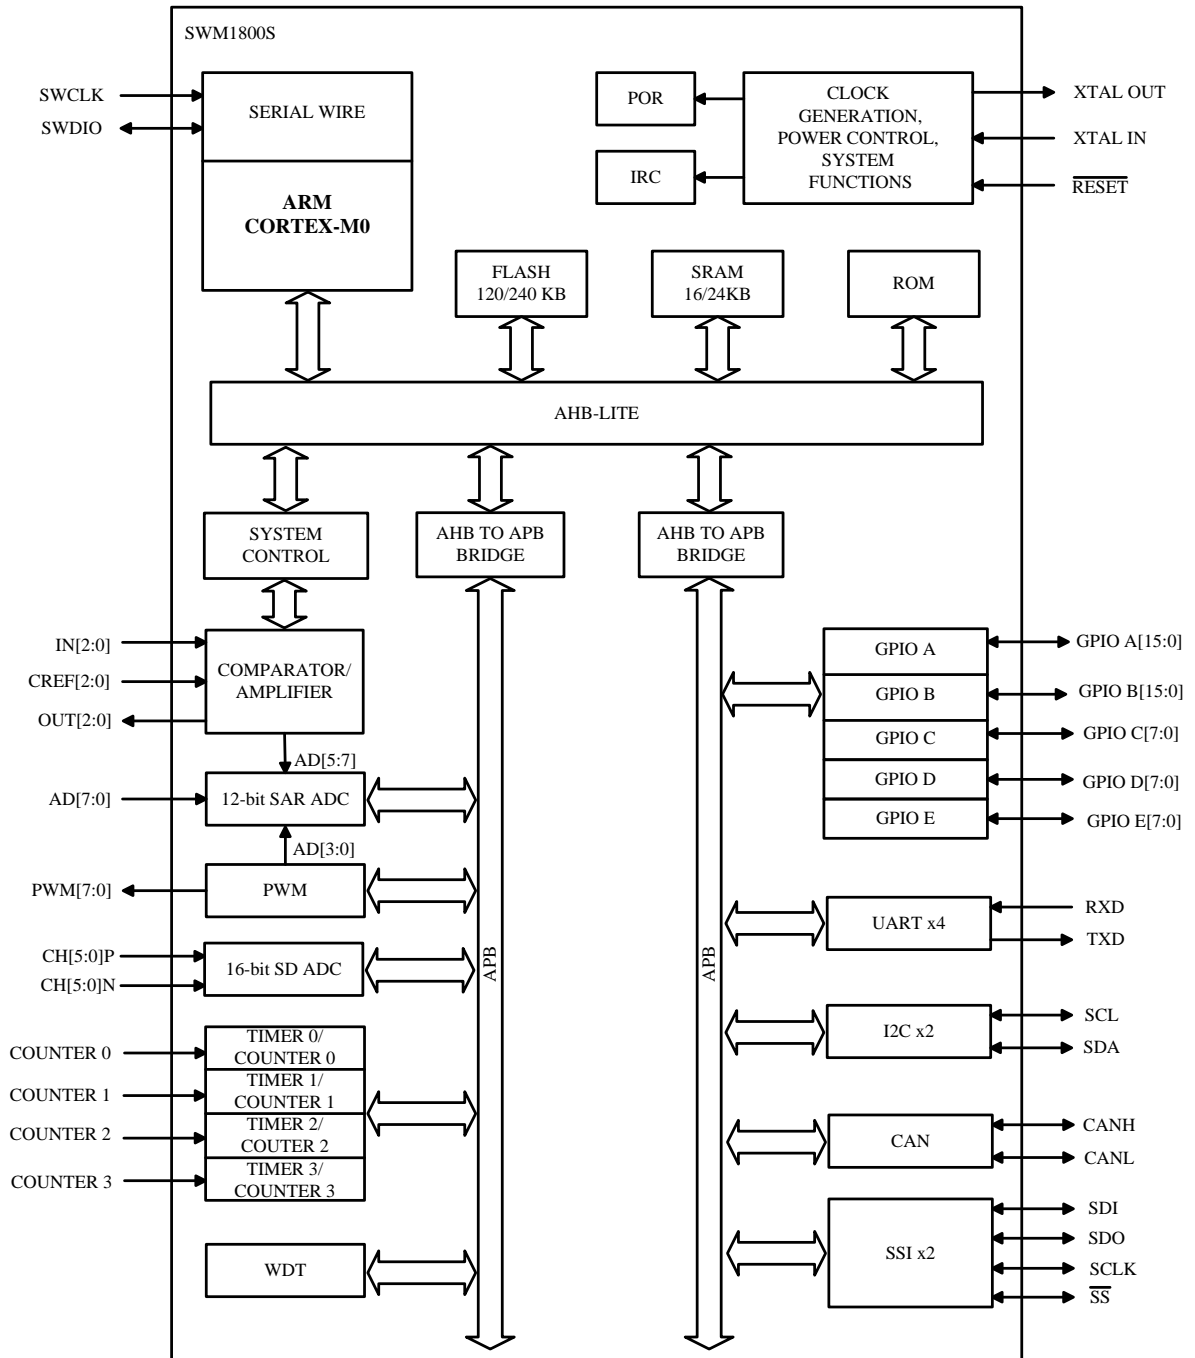 SWM1800S
SWCLK
SWDIO
SERIAL WIRE
ARM
CORTEX-M0
POR
IRC
CLOCK
GENERATION,
POWER CONTROL,
SYSTEM
FUNCTIONS
XTAL OUT
XTAL IN
RESET
FLASH
120/240 KB
SRAM
16/24KB
ROM
AHB-LITE
SYSTEM
CONTROL
AHB TO APB
BRIDGE
AHB TO APB
BRIDGE
IN[2:0]
CREF[2:0]
OUT[2:0]
COMPARATOR/
AMPLIFIER
AD[5:7]
AD[7:0]
12-bit SAR ADC
AD[3:0]
PWM[7:0]
PWM
CH[5:0]P
CH[5:0]N
16-bit SD ADC
COUNTER 0
COUNTER 1
COUNTER 2
COUNTER 3
TIMER 0/
COUNTER 0
TIMER 1/
COUNTER 1
TIMER 2/
COUTER 2
TIMER 3/
COUNTER 3
WDT
APB
APB
GPIO A
GPIO B
GPIO C
GPIO D
GPIO E
GPIO A[15:0]
GPIO B[15:0]
GPIO C[7:0]
GPIO D[7:0]
GPIO E[7:0]
UART x4
RXD
TXD
I2C x2
SCL
SDA
CAN
CANH
CANL
SSI x2
SDI
SDO
SCLK
SS